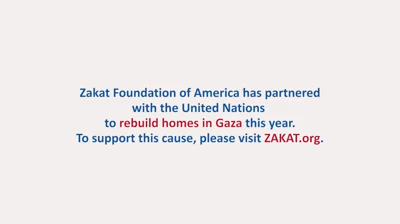 Zakat Foundation of America has partnered
with the United Nations
to rebuild homes in Gaza this year.
To support this cause, please visit ZAKAT.org.